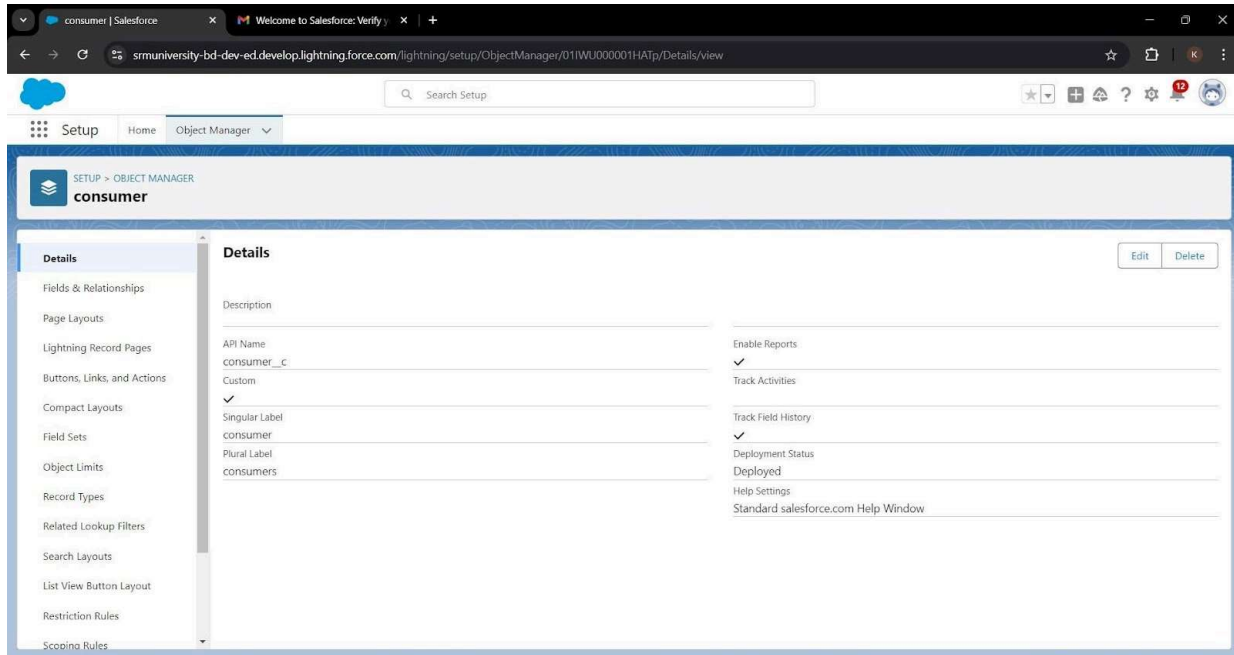 consumer | Salesforce
Welcome to Salesforce: Verify y
srmuniversity-bd-dev-ed.develop.lightning.force.com/lightning/setup/ObjectManager/01IWU000001HATp/Details/view
K
Search Setup
12
Setup Home Object Manager
SETUP > OBJECT MANAGER
consumer
Details
Fields & Relationships
Page Layouts
Lightning Record Pages
Buttons, Links, and Actions
Compact Layouts
Field Sets
Object Limits
Record Types
Related Lookup Filters
Search Layouts
List View Button Layout
Restriction Rules
Scoping Rules
Details
Edit Delete
Description
API Name
consumer__c
Custom
Singular Label
consumer
Plural Label
consumers
Enable Reports
Track Activities
Track Field History
Deployment Status
Deployed
Help Settings
Standard salesforce.com Help Window